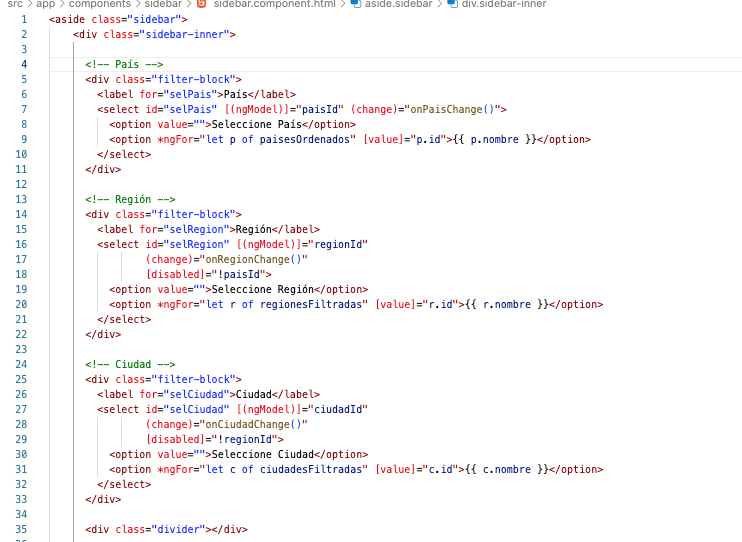 src > app > components > sidebar > sidebar.component.html > aside.sidebar > div.sidebar-inner
1 <aside class="sidebar">
2 <div class="sidebar-inner">
3
4 <!-- País -->
5 <div class="filter-block">
6 <label for="selPais">País</label>
7 <select id="selPais" [(ngModel)]="paisId" (change)="onPaisChange()">
8 <option value="">Seleccione País</option>
9 <option *ngFor="let p of paisesOrdenados" [value]="p.id">{{ p.nombre }}</option>
10 </select>
11 </div>
12
13 <!-- Región -->
14 <div class="filter-block">
15 <label for="selRegion">Región</label>
16 <select id="selRegion" [(ngModel)]="regionId"
17 (change)="onRegionChange()"
18 [disabled]="!paisId">
19 <option value="">Seleccione Región</option>
20 <option *ngFor="let r of regionesFiltradas" [value]="r.id">{{ r.nombre }}</option>
21 </select>
22 </div>
23
24 <!-- Ciudad -->
25 <div class="filter-block">
26 <label for="selCiudad">Ciudad</label>
27 <select id="selCiudad" [(ngModel)]="ciudadId"
28 (change)="onCiudadChange()"
29 [disabled]="!regionId">
30 <option value="">Seleccione Ciudad</option>
31 <option *ngFor="let c of ciudadesFiltradas" [value]="c.id">{{ c.nombre }}</option>
32 </select>
33 </div>
34
35 <div class="divider"></div>